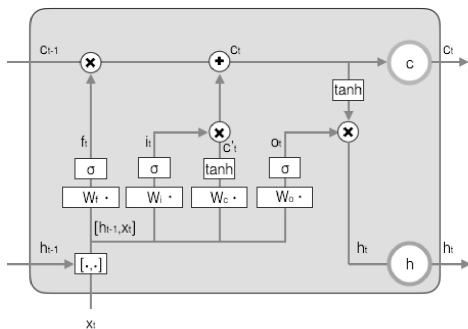 Ct-1 Ct Ct
× + c
tanh
ft it c't ot ×
×
σ σ tanh σ
Wf · Wi · Wc · Wo ·
[ht-1,xt]
ht-1 ht ht
[.,.] h
xt